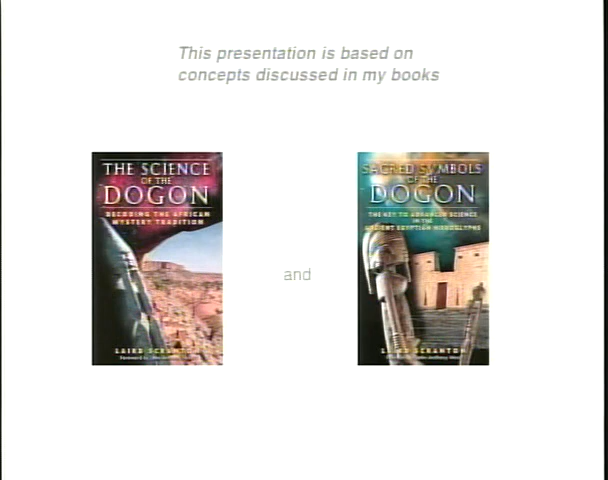 This presentation is based on
concepts discussed in my books
THE SCIENCE
OF THE
DOGON
DECODING THE AFRICAN
MYSTERY TRADITION
LAIRD SCRANTON
and
SACRED SYMBOLS
OF THE
DOGON
THE KEY TO ADVANCED SCIENCE
IN THE
ANCIENT EGYPTIAN HIEROGLYPHS
LAIRD SCRANTON